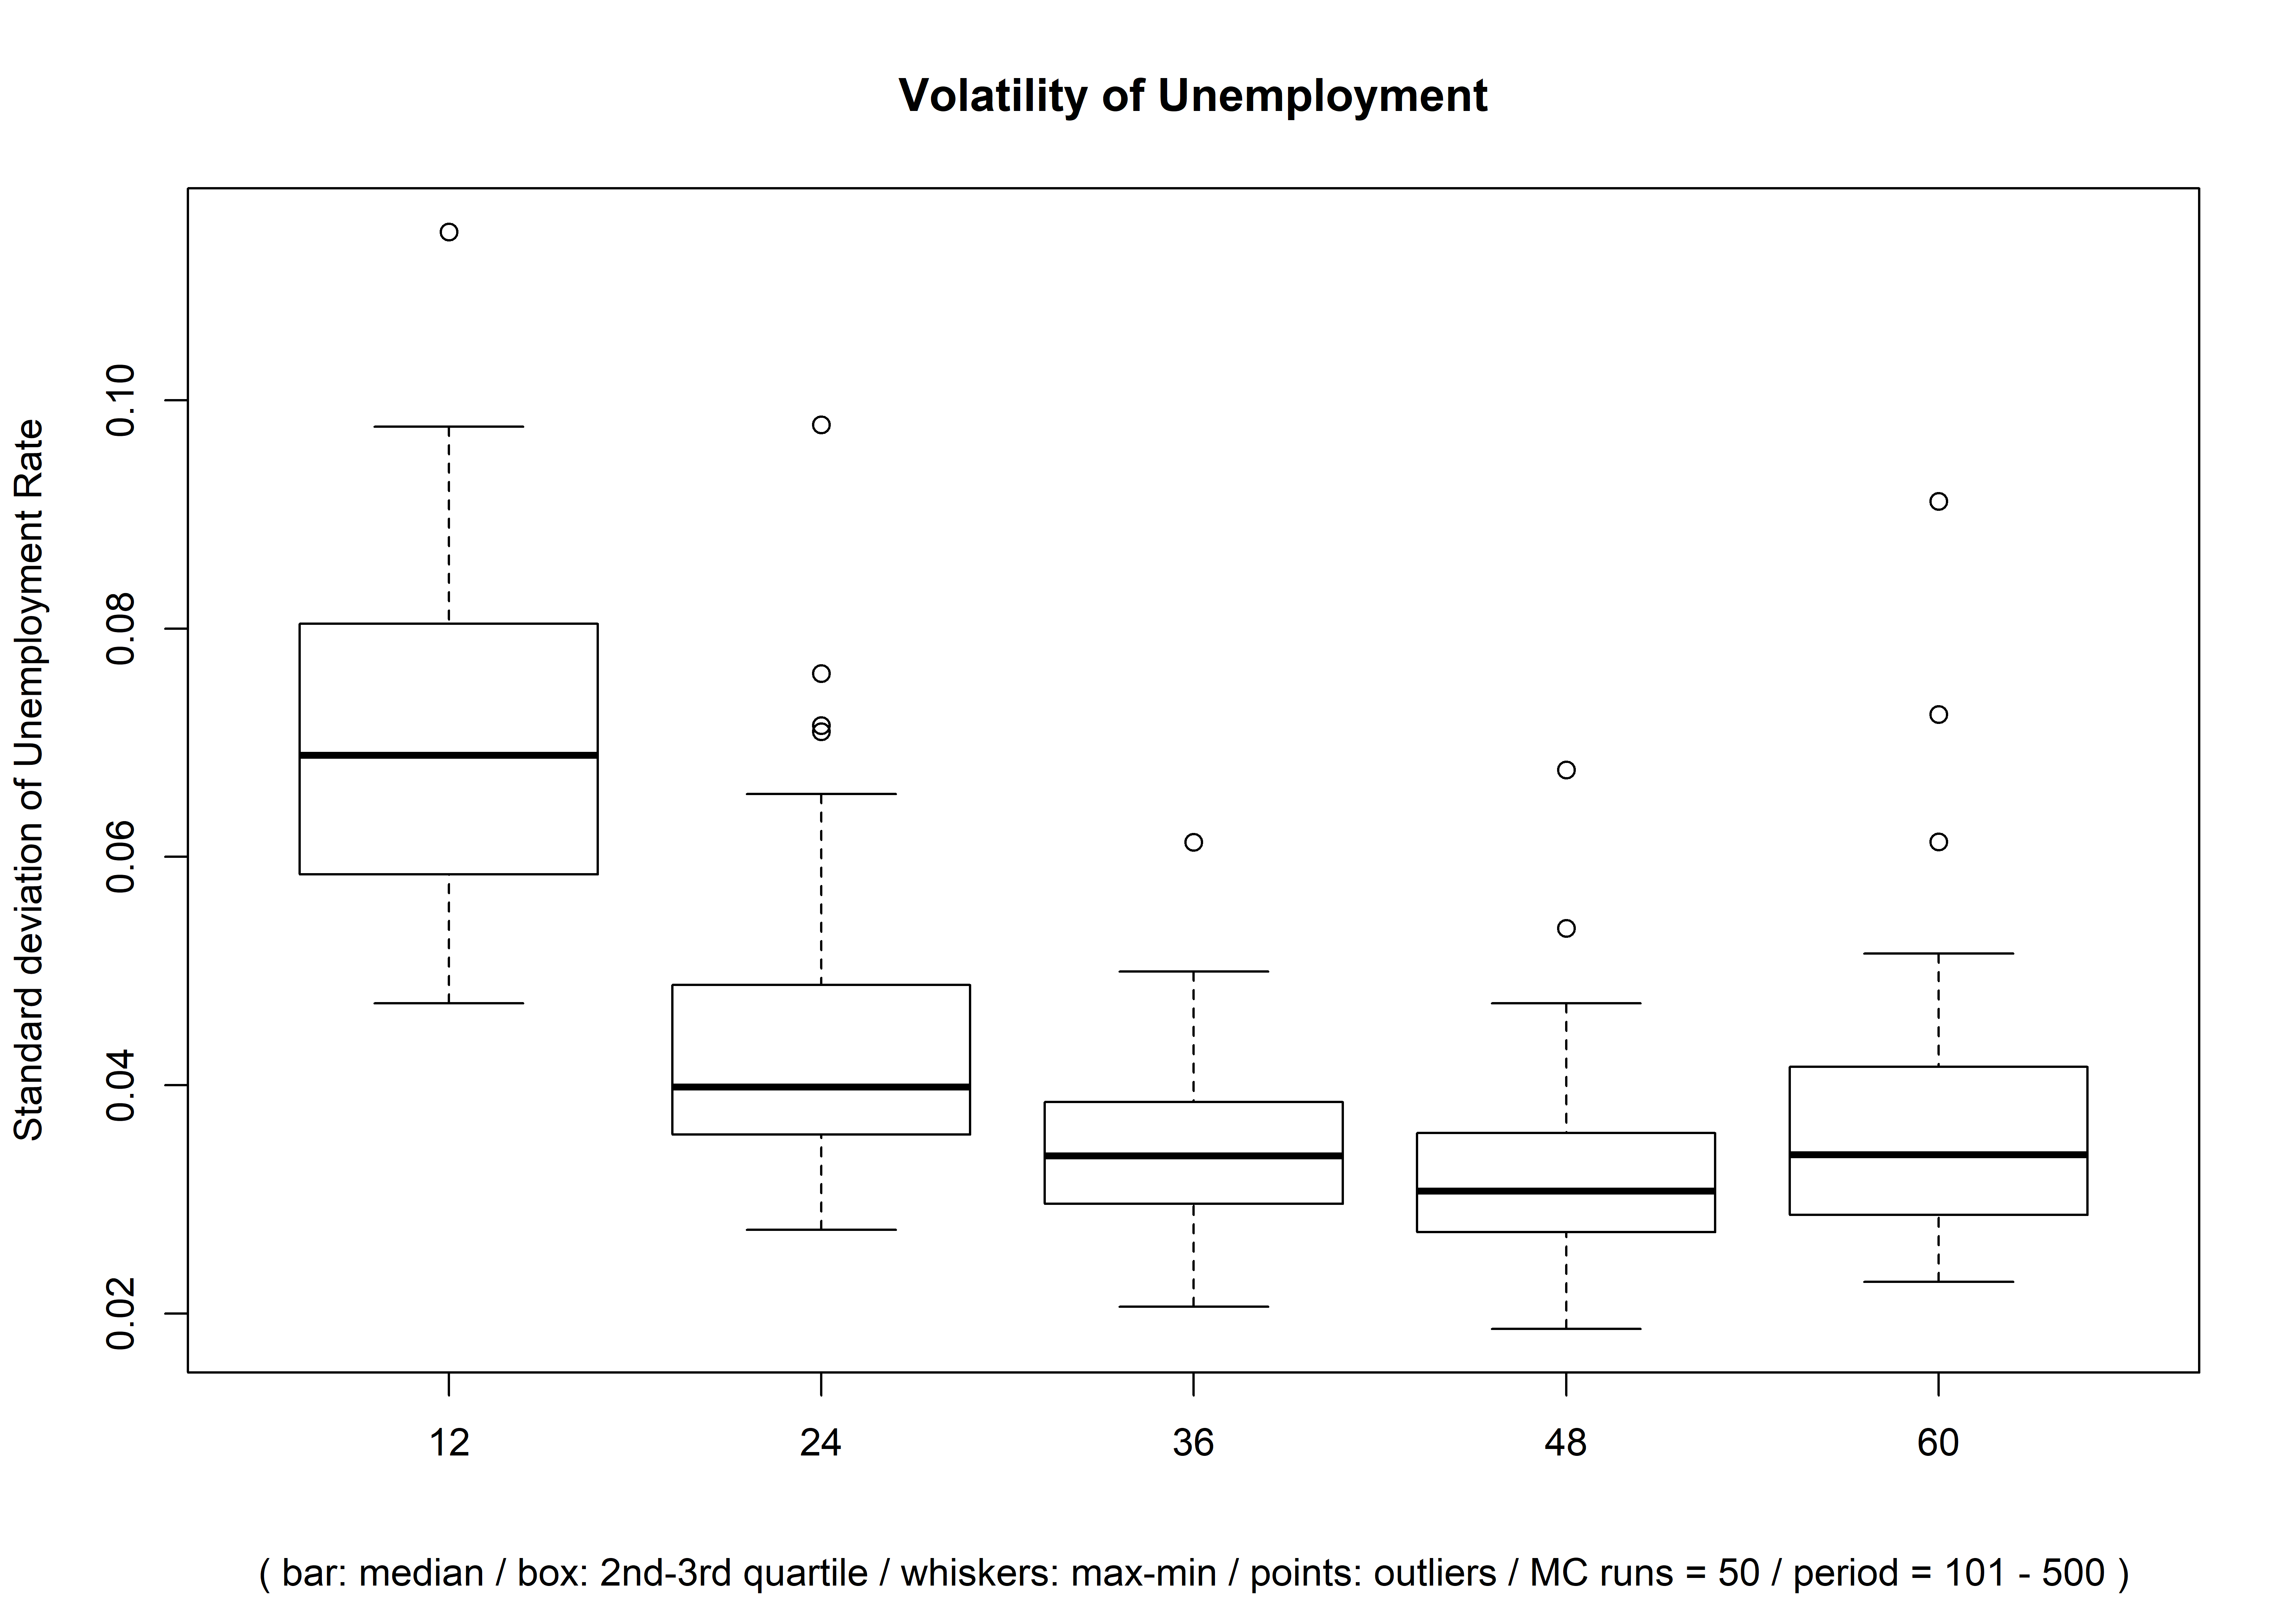 Volatility of Unemployment
Standard deviation of Unemployment Rate
0.10
0.08
0.06
0.04
0.02
12 24 36 48 60
( bar: median / box: 2nd-3rd quartile / whiskers: max-min / points: outliers / MC runs = 50 / period = 101 - 500 )